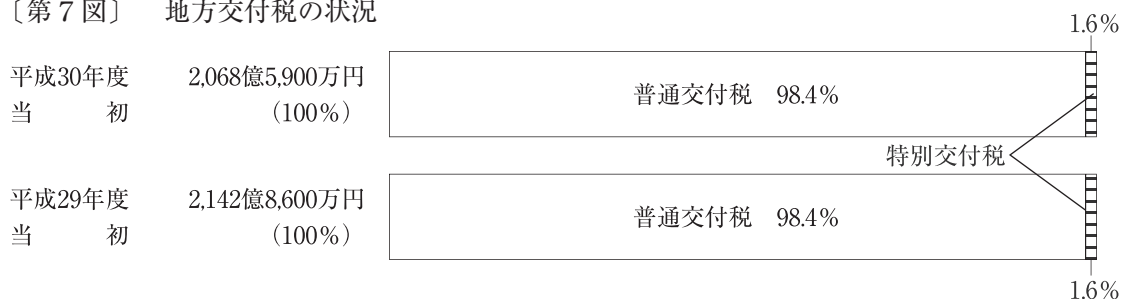 〔第7図〕 地方交付税の状況
1.6%
平成30年度 2,068億5,900万円
当初 (100%)
普通交付税 98.4%
特別交付税
平成29年度 2,142億8,600万円
当初 (100%)
普通交付税 98.4%
1.6%